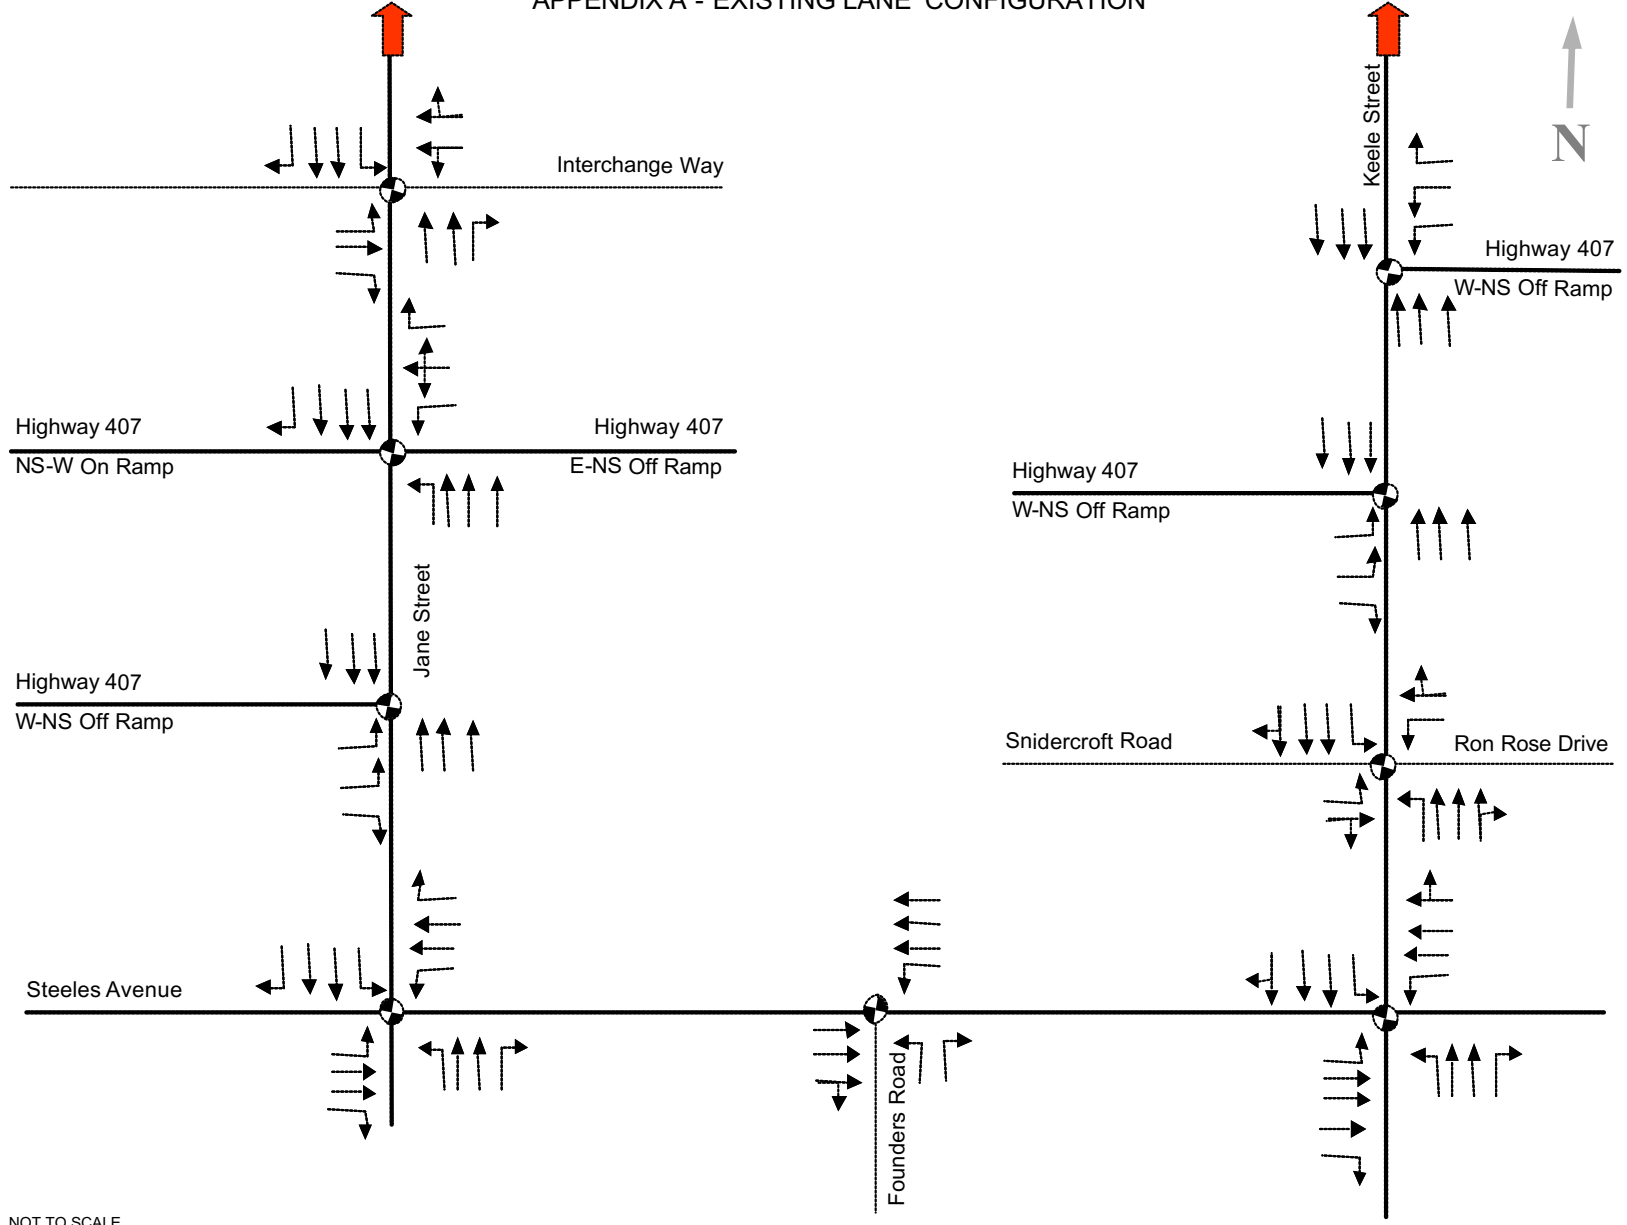 APPENDIX A - EXISTING LANE CONFIGURATION
Keele Street
N
Interchange Way
Highway 407
W-NS Off Ramp
Highway 407
NS-W On Ramp
Highway 407
E-NS Off Ramp
Highway 407
W-NS Off Ramp
Jane Street
Highway 407
W-NS Off Ramp
Snidercroft Road
Ron Rose Drive
Steeles Avenue
Founders Road
NOT TO SCALE